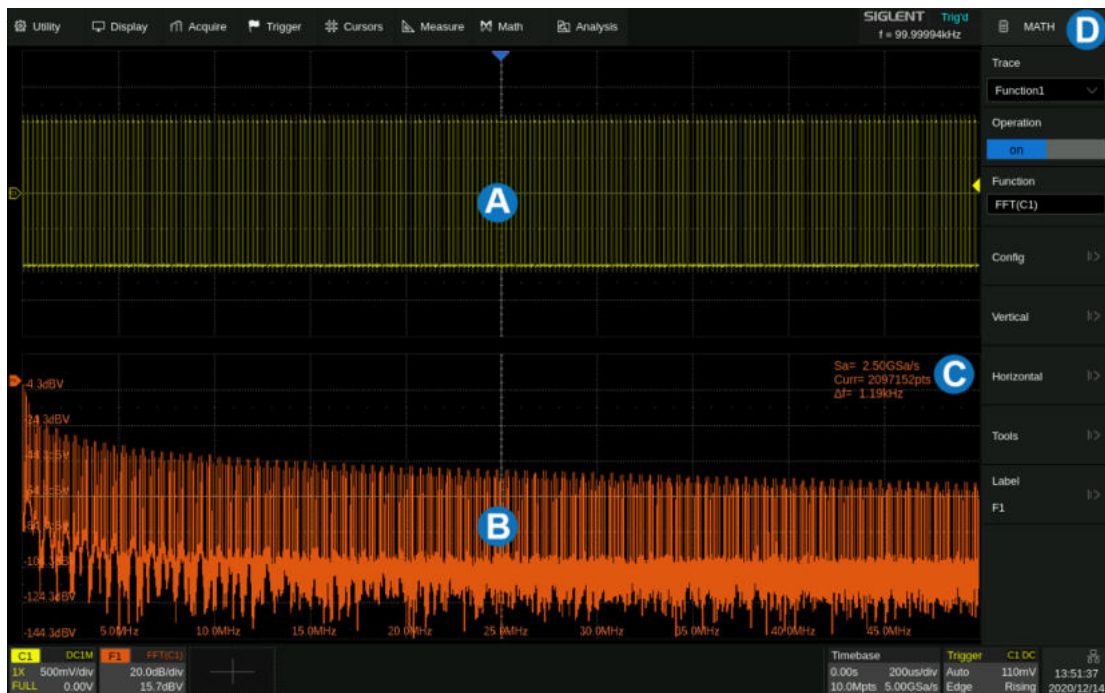 Utility Display Acquire Trigger Cursors Measure Math Analysis
SIGLENT Trig'd
f = 99.99994kHz
MATH
D
Trace
Function1
Operation
on
Function
FFT(C1)
Config
Vertical
Horizontal
Tools
Label
F1
A
Sa= 2.50GSa/s
Curr= 2097152pts
Δf= 1.19kHz
C
-4.3dBV
-24.3dBV
-44.3dBV
B
-124.3dBV
-144.3dBV 5.0MHz 10.0MHz 15.0MHz 20.0MHz 25.0MHz 30.0MHz 35.0MHz 40.0MHz 45.0MHz
C1 DC1M
1X 500mV/div
FULL 0.00V
F1 FFT(C1)
20.0dB/div
15.7dBV
Timebase
0.00s 200us/div
10.0Mpts 5.00GSa/s
Trigger C1 DC
Auto 110mV
Edge Rising
13:51:37
2020/12/14